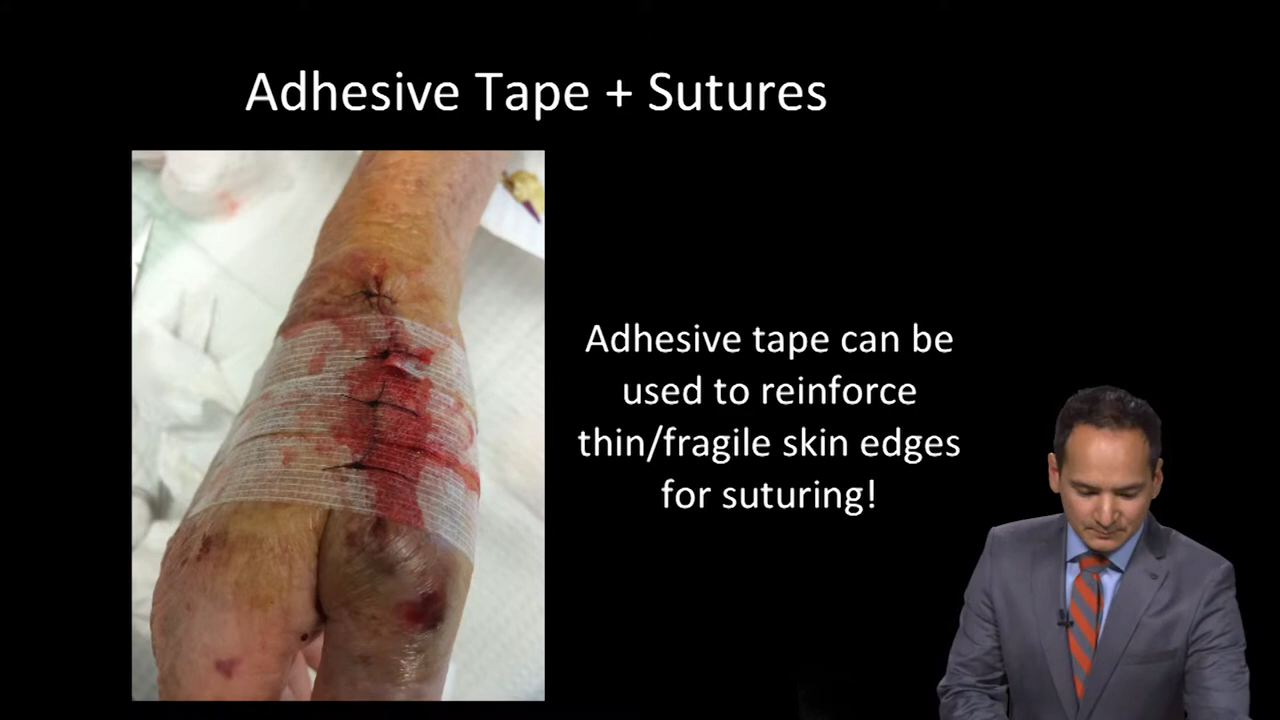 Adhesive Tape + Sutures
Adhesive tape can be
used to reinforce
thin/fragile skin edges
for suturing!